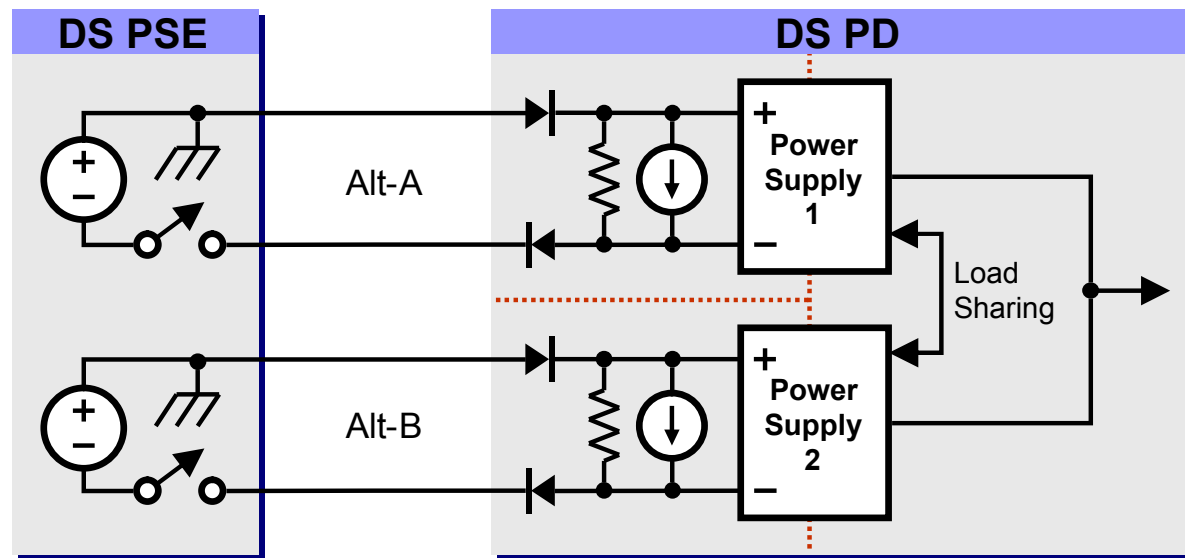 DS PSE
DS PD
+
−
Alt-A
+
Power
Supply
1
−
Load
Sharing
+
−
Alt-B
+
Power
Supply
2
−